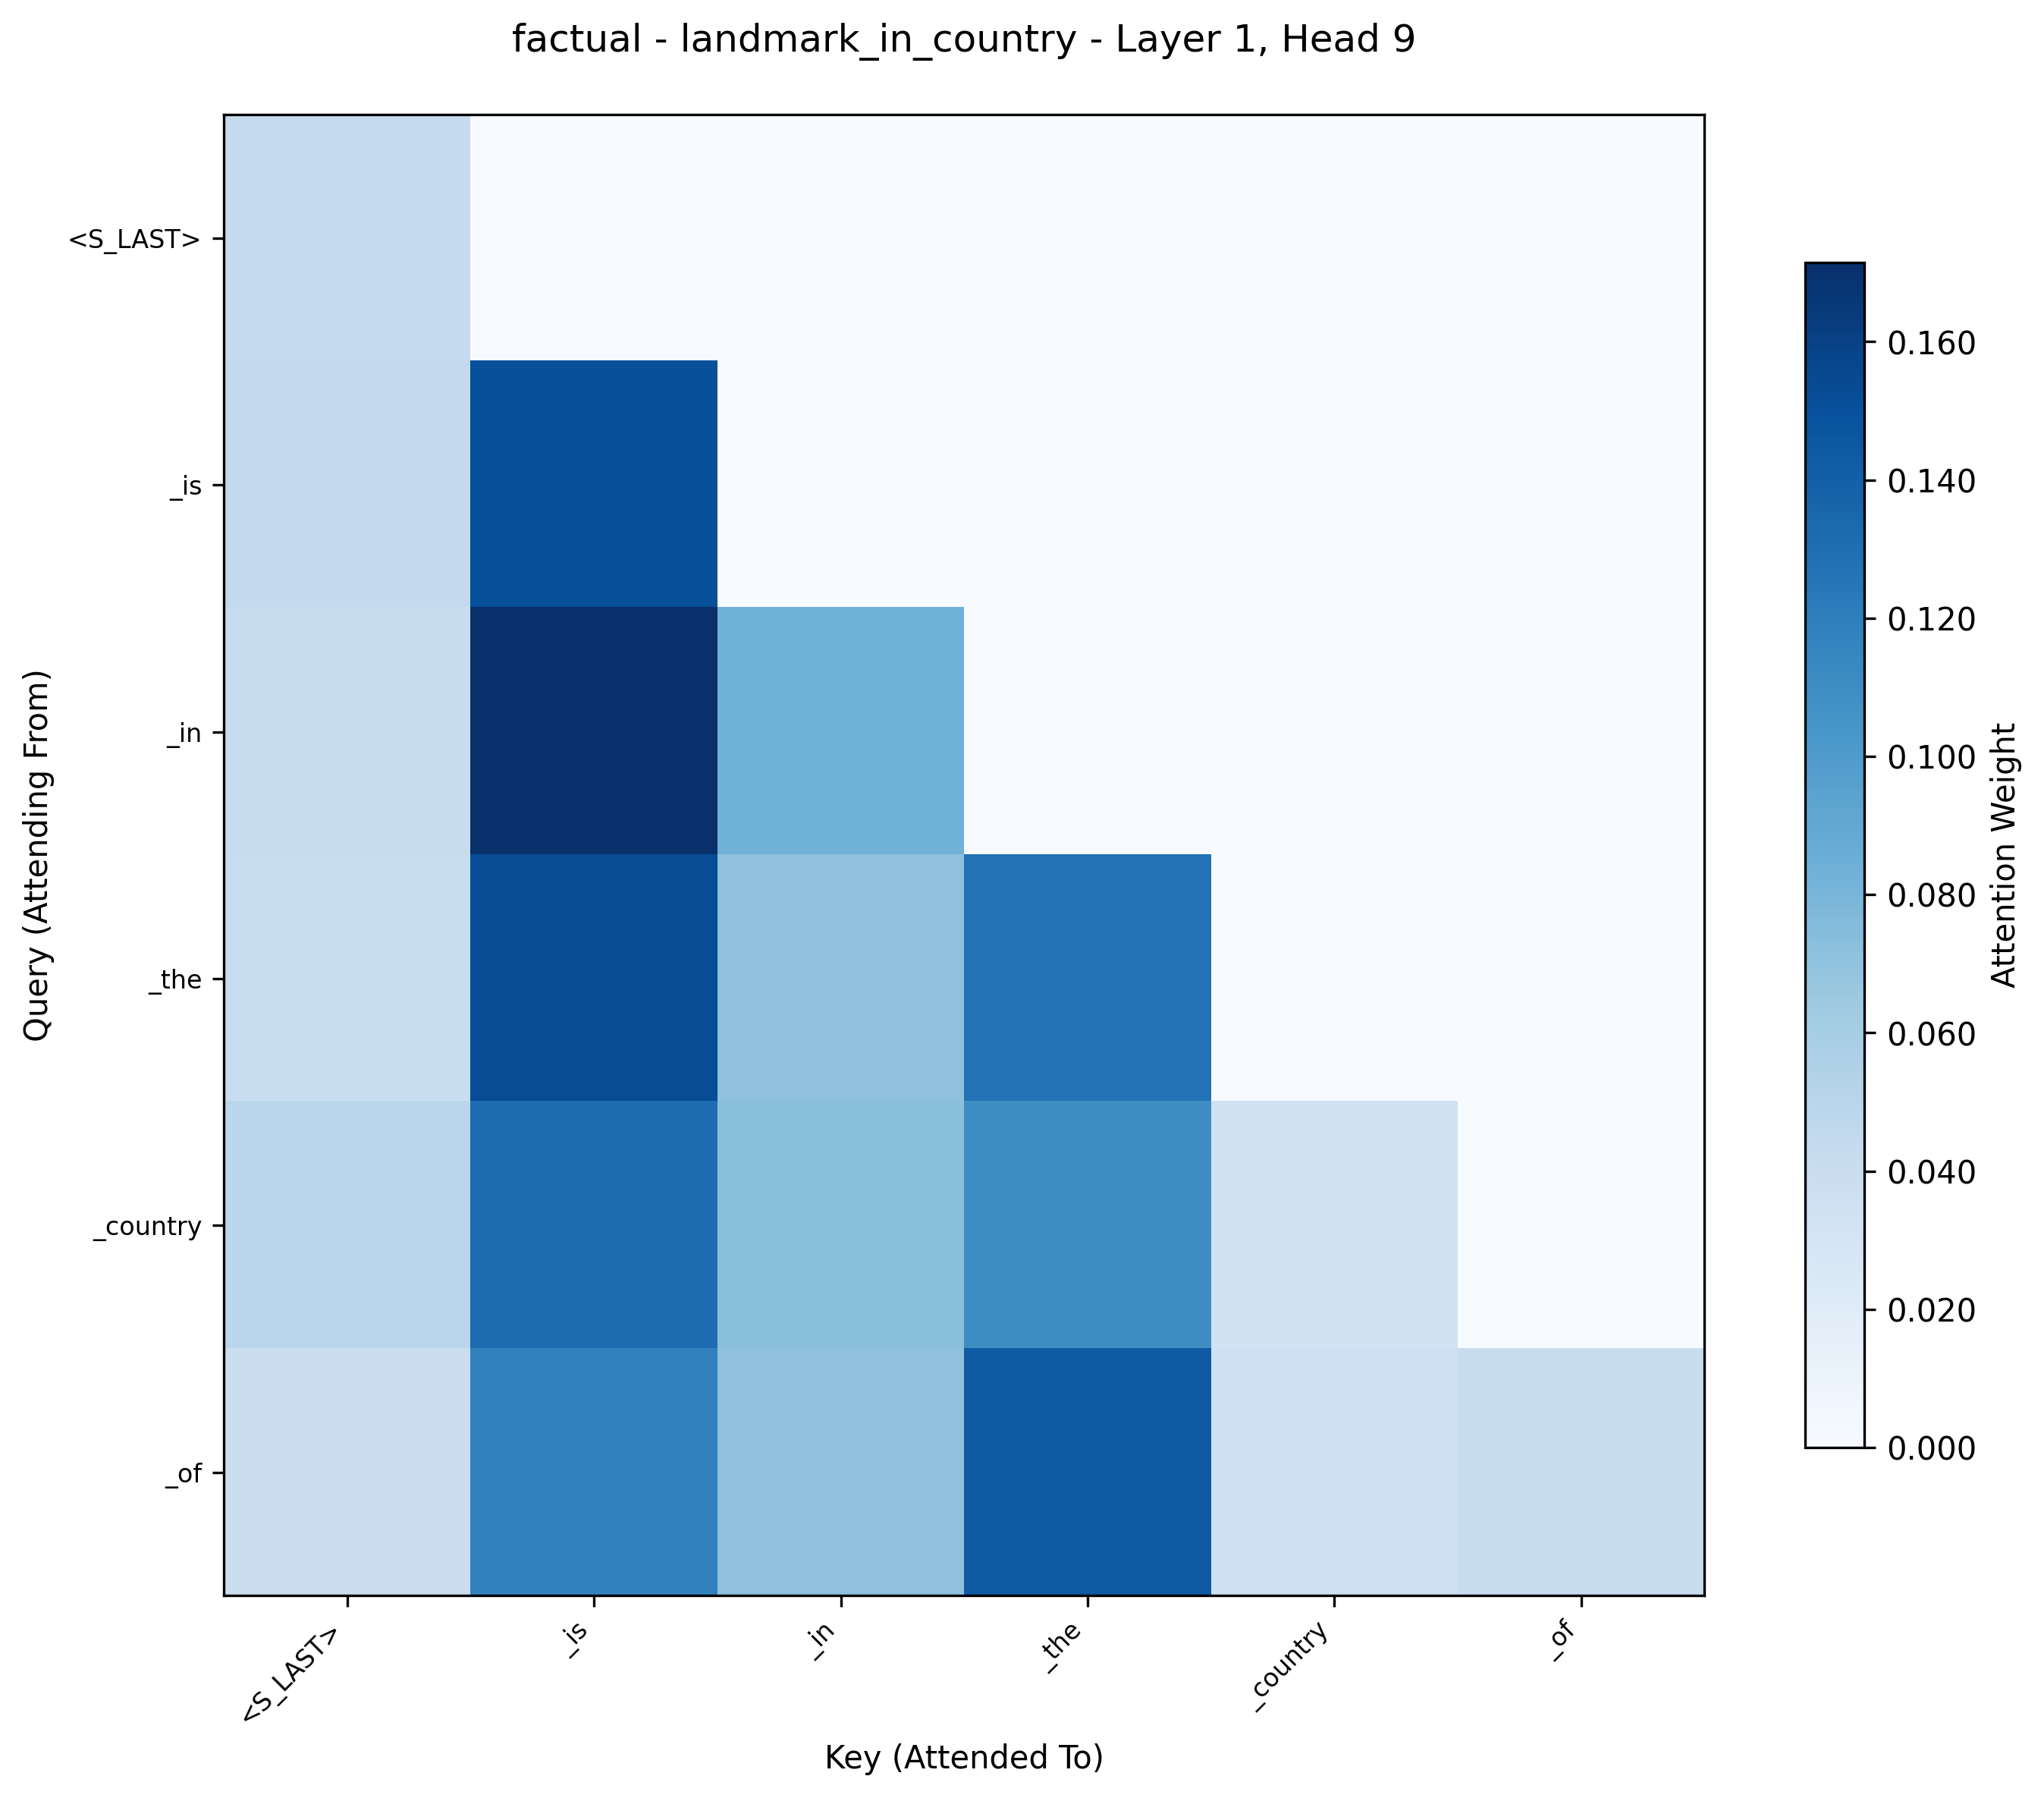 factual - landmark_in_country - Layer 1, Head 9
Query (Attending From)
<S_LAST>
_is
_in
_the
_country
_of
<S_LAST>
_is
_in
_the
_country
_of
Key (Attended To)
0.160
0.140
0.120
0.100
0.080
0.060
0.040
0.020
0.000
Attention Weight